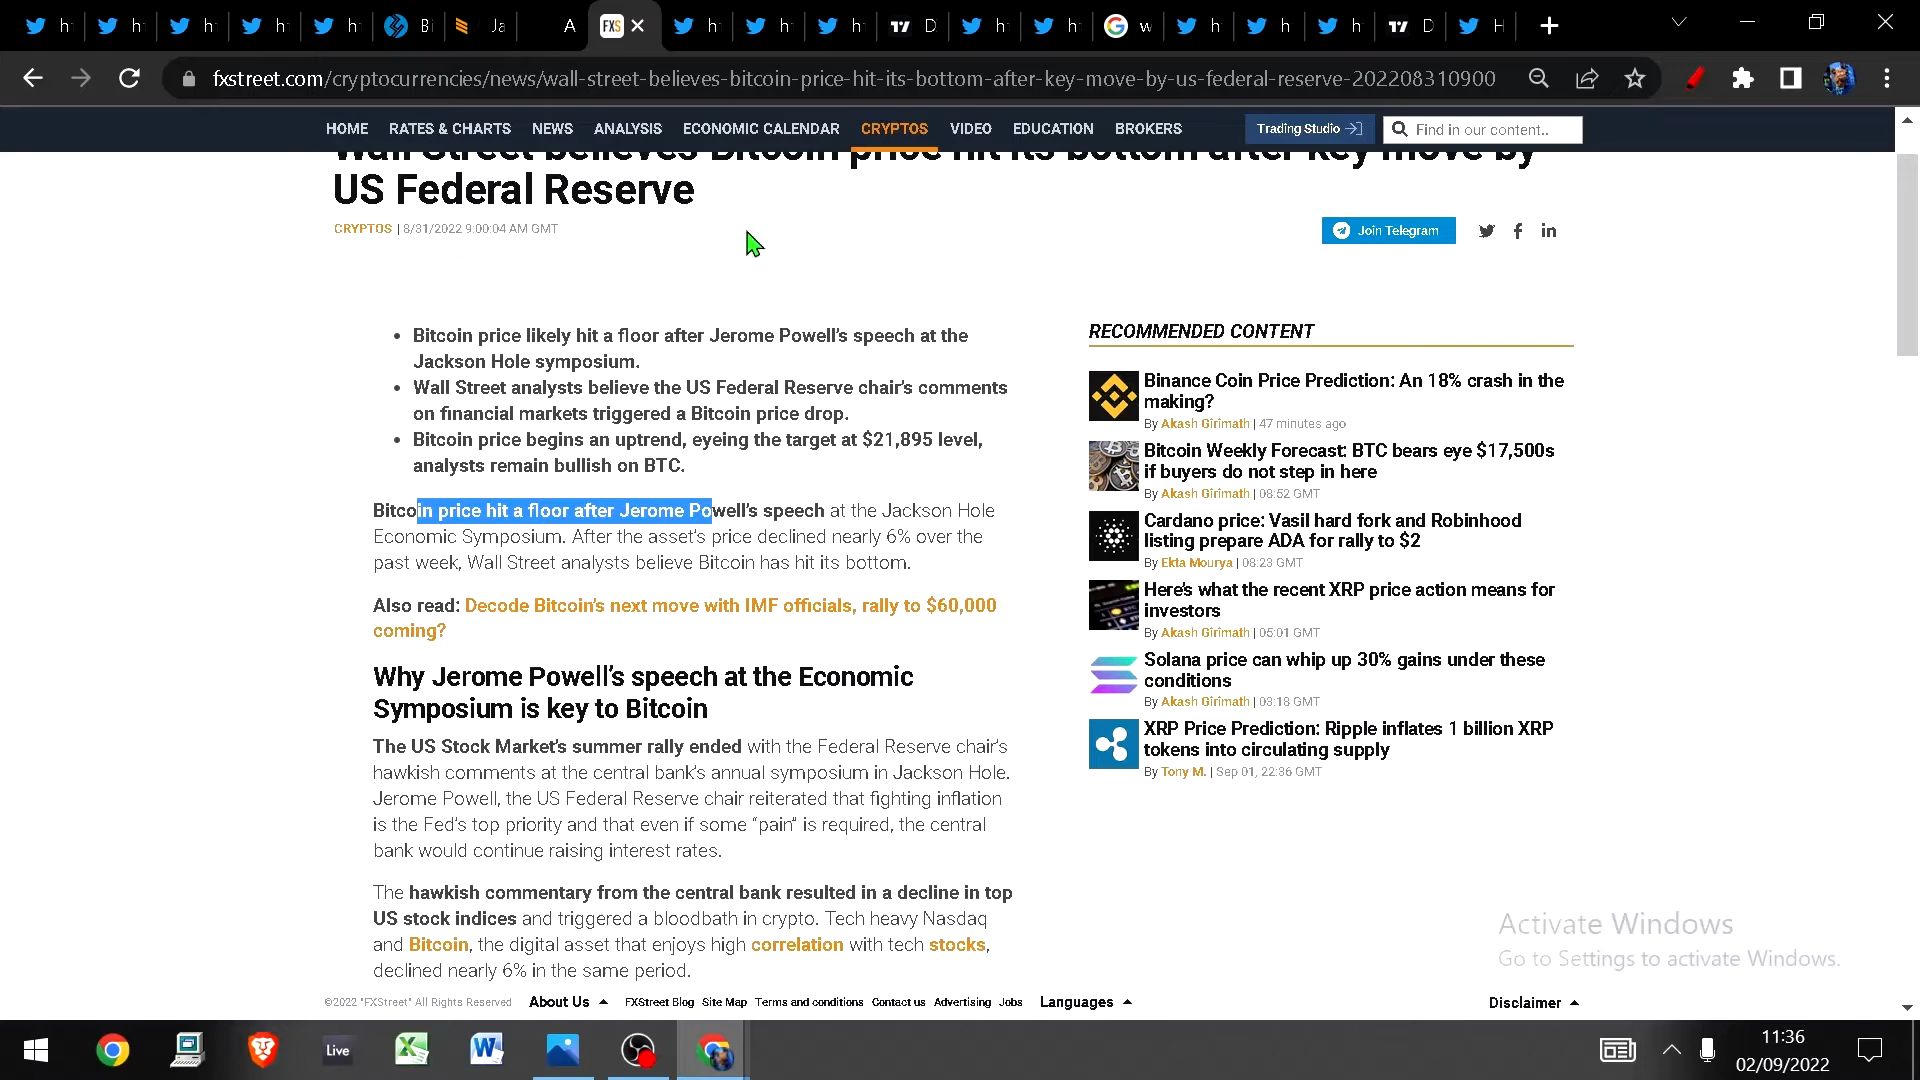 h
h
h
h
h
B
Ja
A
FXS
h
h
h
D
h
h
w
h
h
h
D
H
fxstreet.com/cryptocurrencies/news/wall-street-believes-bitcoin-price-hit-its-bottom-after-key-move-by-us-federal-reserve-202208310900
HOME RATES & CHARTS NEWS ANALYSIS ECONOMIC CALENDAR CRYPTOS VIDEO EDUCATION BROKERS Trading Studio Find in our content..
Wall Street believes Bitcoin price hit its bottom after key move by
US Federal Reserve
CRYPTOS | 8/31/2022 9:00:04 AM GMT
Join Telegram
• Bitcoin price likely hit a floor after Jerome Powell’s speech at the
Jackson Hole symposium.
• Wall Street analysts believe the US Federal Reserve chair’s comments
on financial markets triggered a Bitcoin price drop.
• Bitcoin price begins an uptrend, eyeing the target at $21,895 level,
analysts remain bullish on BTC.
Bitcoin price hit a floor after Jerome Powell’s speech at the Jackson Hole
Economic Symposium. After the asset’s price declined nearly 6% over the
past week, Wall Street analysts believe Bitcoin has hit its bottom.
Also read: Decode Bitcoin’s next move with IMF officials, rally to $60,000
coming?
Why Jerome Powell’s speech at the Economic
Symposium is key to Bitcoin
The US Stock Market’s summer rally ended with the Federal Reserve chair’s
hawkish comments at the central bank’s annual symposium in Jackson Hole.
Jerome Powell, the US Federal Reserve chair reiterated that fighting inflation
is the Fed’s top priority and that even if some “pain” is required, the central
bank would continue raising interest rates.
The hawkish commentary from the central bank resulted in a decline in top
US stock indices and triggered a bloodbath in crypto. Tech heavy Nasdaq
and Bitcoin, the digital asset that enjoys high correlation with tech stocks,
declined nearly 6% in the same period.
RECOMMENDED CONTENT
Binance Coin Price Prediction: An 18% crash in the
making?
By Akash Girimath | 47 minutes ago
Bitcoin Weekly Forecast: BTC bears eye $17,500s
if buyers do not step in here
By Akash Girimath | 08:52 GMT
Cardano price: Vasil hard fork and Robinhood
listing prepare ADA for rally to $2
By Ekta Mourya | 08:23 GMT
Here’s what the recent XRP price action means for
investors
By Akash Girimath | 05:01 GMT
Solana price can whip up 30% gains under these
conditions
By Akash Girimath | 03:18 GMT
XRP Price Prediction: Ripple inflates 1 billion XRP
tokens into circulating supply
By Tony M. | Sep 01, 22:36 GMT
Activate Windows
Go to Settings to activate Windows.
©2022 "FXStreet" All Rights Reserved About Us FXStreet Blog Site Map Terms and conditions Contact us Advertising Jobs Languages Disclaimer
Live
11:36
02/09/2022